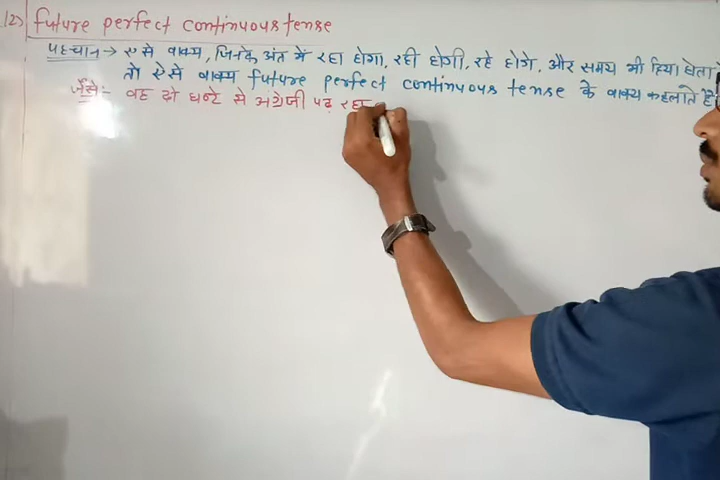 12) Future perfect continuous tense
पहचान → ऐसे वाक्य, जिनके अंत में रहा होगा, रही होगी, रहे होगे, और समय भी दिया होता
तो ऐसे वाक्य future perfect continuous tense के वाक्य कहलाते है।
जैसे:- वह दो घण्टे से अंग्रेजी पढ़ रहा